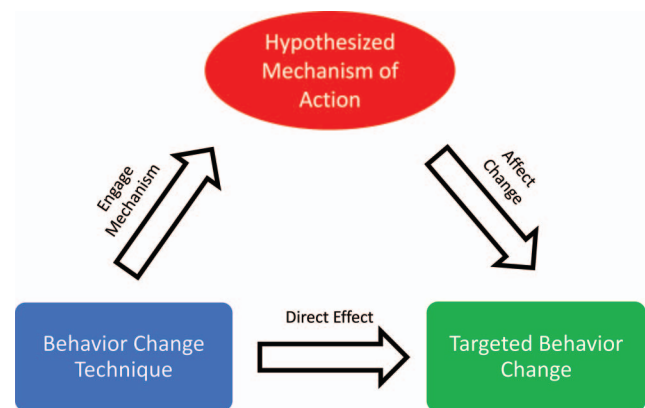 Hypothesized
Mechanism of
Action
Engage
Mechanism
Affect
Change
Direct Effect
Behavior Change
Technique
Targeted Behavior
Change